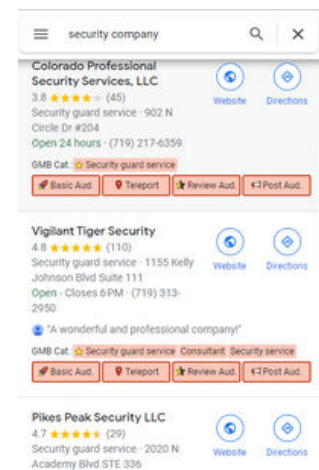 security company
Colorado Professional
Security Services, LLC
3.8 (45)
Security guard service · 902 N
Circle Dr #204
Open 24 hours · (719) 217-6359
Website
Directions
GMB Cat. Security guard service
Basic Aud. Teleport Review Aud. Post Aud.
Vigilant Tiger Security
4.8 (110)
Security guard service · 1155 Kelly
Johnson Blvd Suite 111
Open · Closes 6 PM · (719) 313-
2950
Website
Directions
"A wonderful and professional company!"
GMB Cat. Security guard service Consultant Security service
Basic Aud. Teleport Review Aud. Post Aud.
Pikes Peak Security LLC
4.7 (29)
Security guard service · 2020 N
Academy Blvd STE 336
Website
Directions